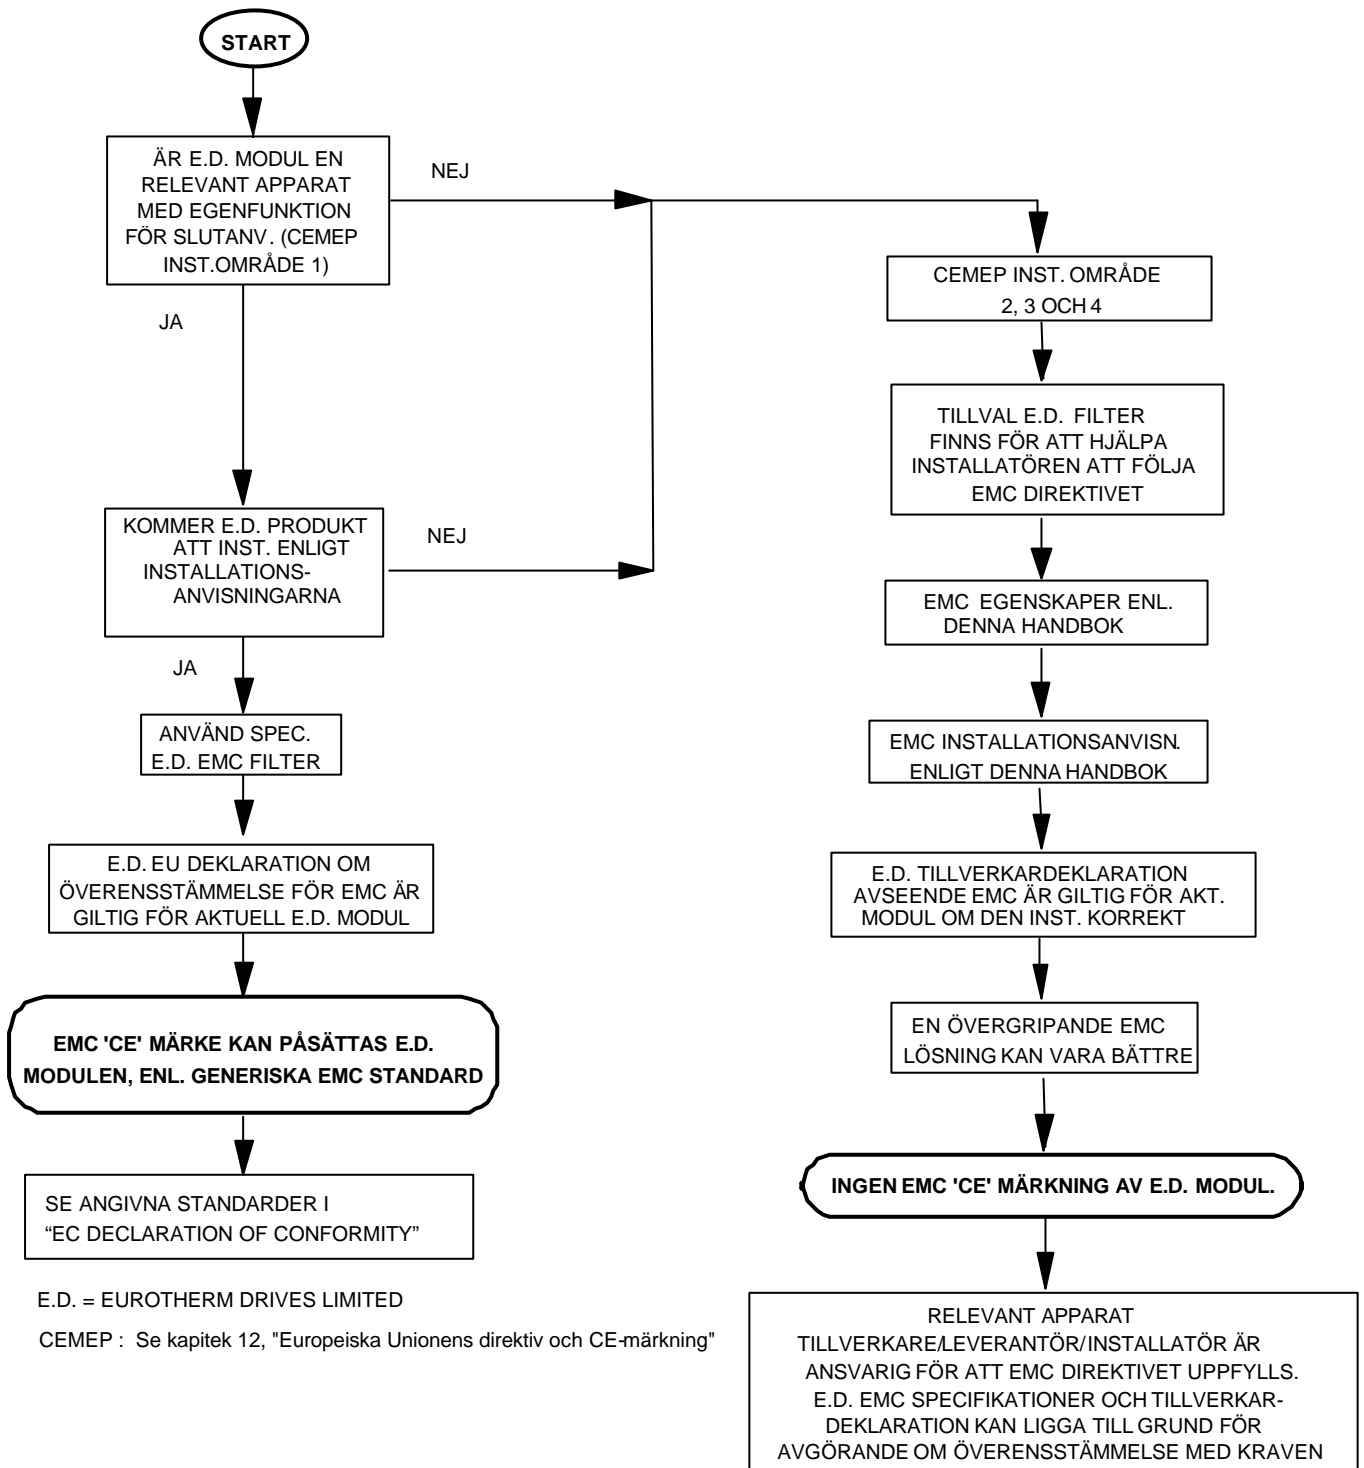 START
ÄR E.D. MODUL EN
RELEVANT APPARAT
MED EGENFUNKTION
FÖR SLUTANV. (CEMEP
INST.OMRÅDE 1)
NEJ
JA
KOMMER E.D. PRODUKT
ATT INST. ENLIGT
INSTALLATIONS-
ANVISNINGARNA
NEJ
JA
ANVÄND SPEC.
E.D. EMC FILTER
E.D. EU DEKLARATION OM
ÖVERENSSTÄMMELSE FÖR EMC ÄR
GILTIG FÖR AKTUELL E.D. MODUL
EMC 'CE' MÄRKE KAN PÅSÄTTAS E.D.
MODULEN, ENL. GENERISKA EMC STANDARD
SE ANGIVNA STANDARDER I
“EC DECLARATION OF CONFORMITY”
E.D. = EUROTHERM DRIVES LIMITED
CEMEP : Se kapitek 12, "Europeiska Unionens direktiv och CE-märkning"
CEMEP INST. OMRÅDE
2, 3 OCH 4
TILLVAL E.D. FILTER
FINNS FÖR ATT HJÄLPA
INSTALLATÖREN ATT FÖLJA
EMC DIREKTIVET
EMC EGENSKAPER ENL.
DENNA HANDBOK
EMC INSTALLATIONSANVISN.
ENLIGT DENNA HANDBOK
E.D. TILLVERKARDEKLARATION
AVSEENDE EMC ÄR GILTIG FÖR AKT.
MODUL OM DEN INST. KORREKT
EN ÖVERGRIPANDE EMC
LÖSNING KAN VARA BÄTTRE
INGEN EMC 'CE' MÄRKNING AV E.D. MODUL.
RELEVANT APPARAT
TILLVERKARE/LEVERANTÖR/INSTALLATÖR ÄR
ANSVARIG FÖR ATT EMC DIREKTIVET UPPFYLLS.
E.D. EMC SPECIFIKATIONER OCH TILLVERKAR-
DEKLARATION KAN LIGGA TILL GRUND FÖR
AVGÖRANDE OM ÖVERENSSTÄMMELSE MED KRAVEN